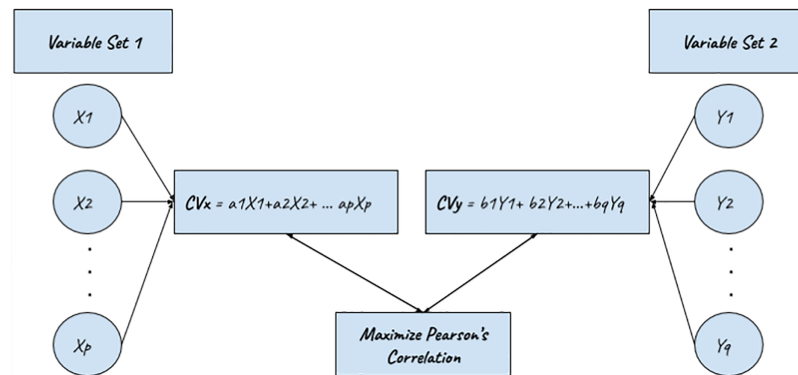 Variable Set 1
Variable Set 2
X1
Y1
X2
CVx = a1X1+a2X2+ ... apXp
CVy = b1Y1+ b2Y2+...+bqYq
Y2
Xp
Maximize Pearson's
Correlation
Yq